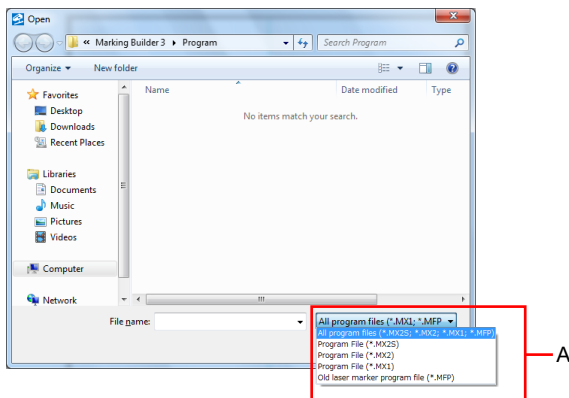 Open
« Marking Builder 3 ▸ Program
Search Program
Organize ▾ New folder
Favorites
Desktop
Downloads
Recent Places
Libraries
Documents
Music
Pictures
Videos
Computer
Network
Name Date modified Type
No items match your search.
File name:
All program files (*.MX1; *.MFP
All program files (*.MX2S; *.MX2; *.MX1; *.MFP)
Program File (*.MX2S)
Program File (*.MX2)
Program File (*.MX1)
Old laser marker program file (*.MFP)
A